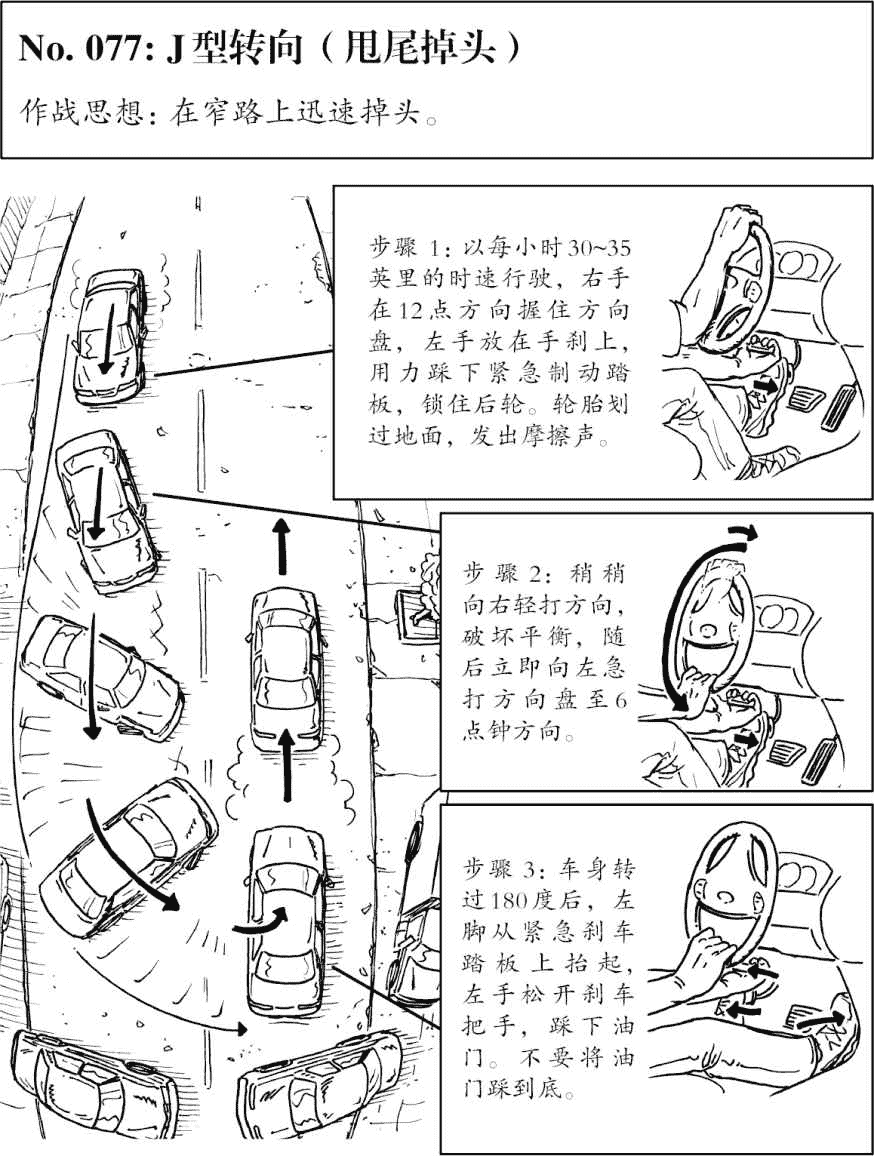 No. 077: J型转向（甩尾掉头）
作战思想：在窄路上迅速掉头。
步骤 1：以每小时30~35
英里的时速行驶，右手
在12点方向握住方向
盘，左手放在手刹上，
用力踩下紧急制动踏
板，锁住后轮。轮胎划
过地面，发出摩擦声。
步骤 2：稍稍
向右轻打方向，
破坏平衡，随
后立即向左急
打方向盘至6
点钟方向。
步骤 3：车身转
过180度后，左
脚从紧急刹车
踏板上抬起，
左手松开刹车
把手，踩下油
门。不要将油
门踩到底。